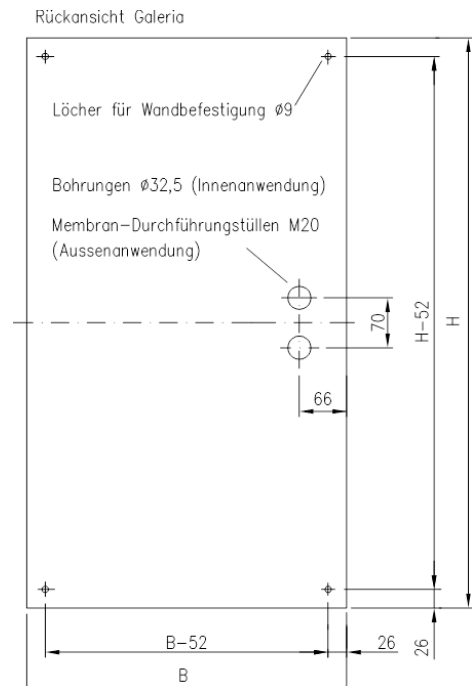 Rückansicht Galeria
Löcher für Wandbefestigung ø9
Bohrungen ø32,5 (Innenanwendung)
Membran-Durchführungstüllen M20
(Aussenanwendung)
70
H-52
H
66
B-52
26
26
B